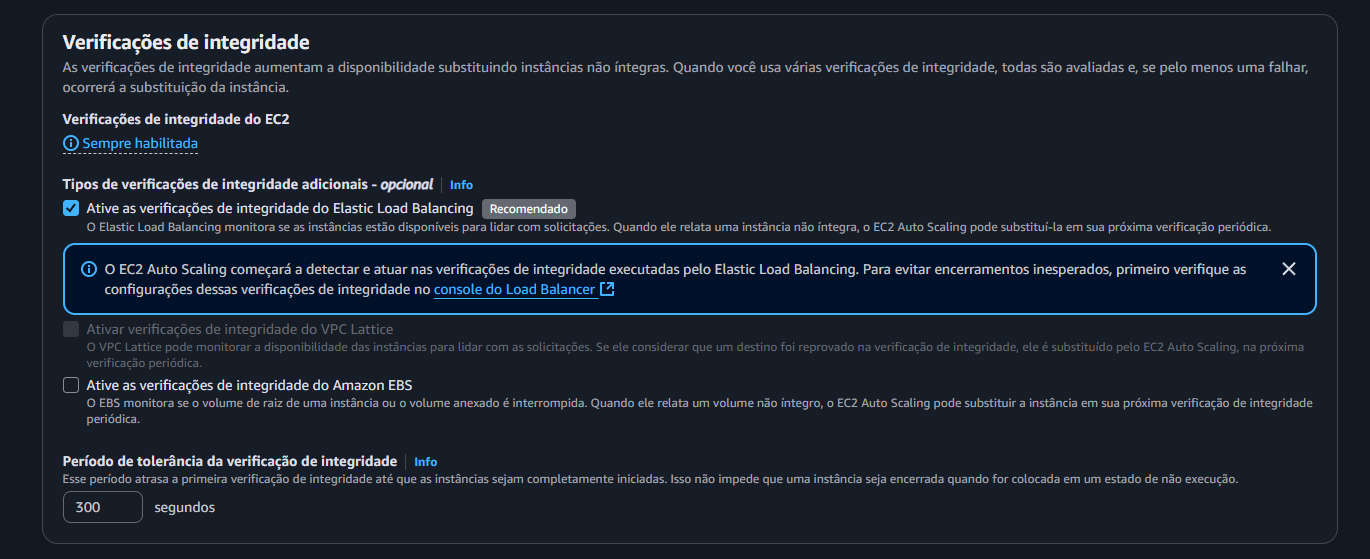 Verificações de integridade
As verificações de integridade aumentam a disponibilidade substituindo instâncias não íntegras. Quando você usa várias verificações de integridade, todas são avaliadas e, se pelo menos uma falhar,
ocorrerá a substituição da instância.
Verificações de integridade do EC2
Sempre habilitada
Tipos de verificações de integridade adicionais - opcional Info
Ative as verificações de integridade do Elastic Load Balancing Recomendado
O Elastic Load Balancing monitora se as instâncias estão disponíveis para lidar com solicitações. Quando ele relata uma instância não íntegra, o EC2 Auto Scaling pode substituí-la em sua próxima verificação periódica.
O EC2 Auto Scaling começará a detectar e atuar nas verificações de integridade executadas pelo Elastic Load Balancing. Para evitar encerramentos inesperados, primeiro verifique as
configurações dessas verificações de integridade no console do Load Balancer
Ativar verificações de integridade do VPC Lattice
O VPC Lattice pode monitorar a disponibilidade das instâncias para lidar com as solicitações. Se ele considerar que um destino foi reprovado na verificação de integridade, ele é substituído pelo EC2 Auto Scaling, na próxima
verificação periódica.
Ative as verificações de integridade do Amazon EBS
O EBS monitora se o volume de raiz de uma instância ou o volume anexado é interrompida. Quando ele relata um volume não íntegro, o EC2 Auto Scaling pode substituir a instância em sua próxima verificação de integridade
periódica.
Período de tolerância da verificação de integridade Info
Esse período atrasa a primeira verificação de integridade até que as instâncias sejam completamente iniciadas. Isso não impede que uma instância seja encerrada quando for colocada em um estado de não execução.
300 segundos